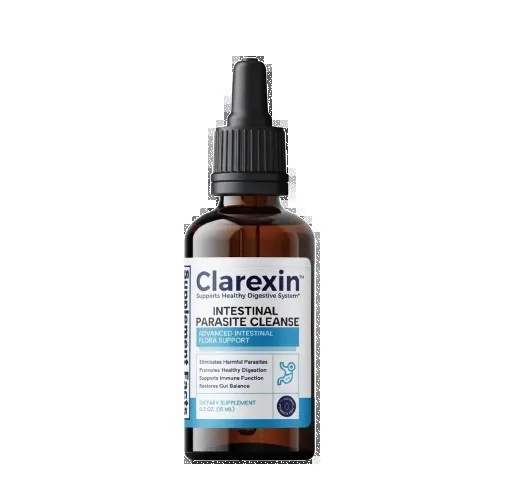 Clarexin™
Supports Healthy Digestive System*
INTESTINAL
PARASITE CLEANSE
ADVANCED INTESTINAL
FLORA SUPPORT
Eliminates Harmful Parasites
Promotes Healthy Digestion
Supports Immune Function
Restores Gut Balance
DIETARY SUPPLEMENT
Supplement Facts